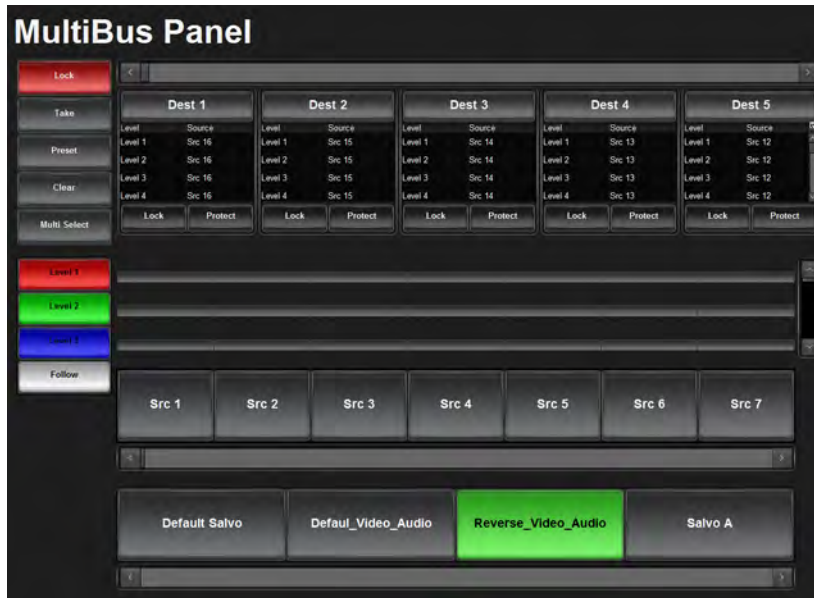 MultiBus Panel
Lock
Take
Preset
Clear
Multi Select
Dest 1 Dest 2 Dest 3 Dest 4 Dest 5
Level Source Level Source Level Source Level Source Level Source
Level 1 Src 16 Level 1 Src 15 Level 1 Src 14 Level 1 Src 13 Level 1 Src 12
Level 2 Src 16 Level 2 Src 15 Level 2 Src 14 Level 2 Src 13 Level 2 Src 12
Level 3 Src 16 Level 3 Src 15 Level 3 Src 14 Level 3 Src 13 Level 3 Src 12
Level 4 Src 16 Level 4 Src 15 Level 4 Src 14 Level 4 Src 13 Level 4 Src 12
Lock Protect Lock Protect Lock Protect Lock Protect Lock Protect
Level 1
Level 2
Level 3
Follow
Src 1 Src 2 Src 3 Src 4 Src 5 Src 6 Src 7
Default Salvo Defaul_Video_Audio Reverse_Video_Audio Salvo A